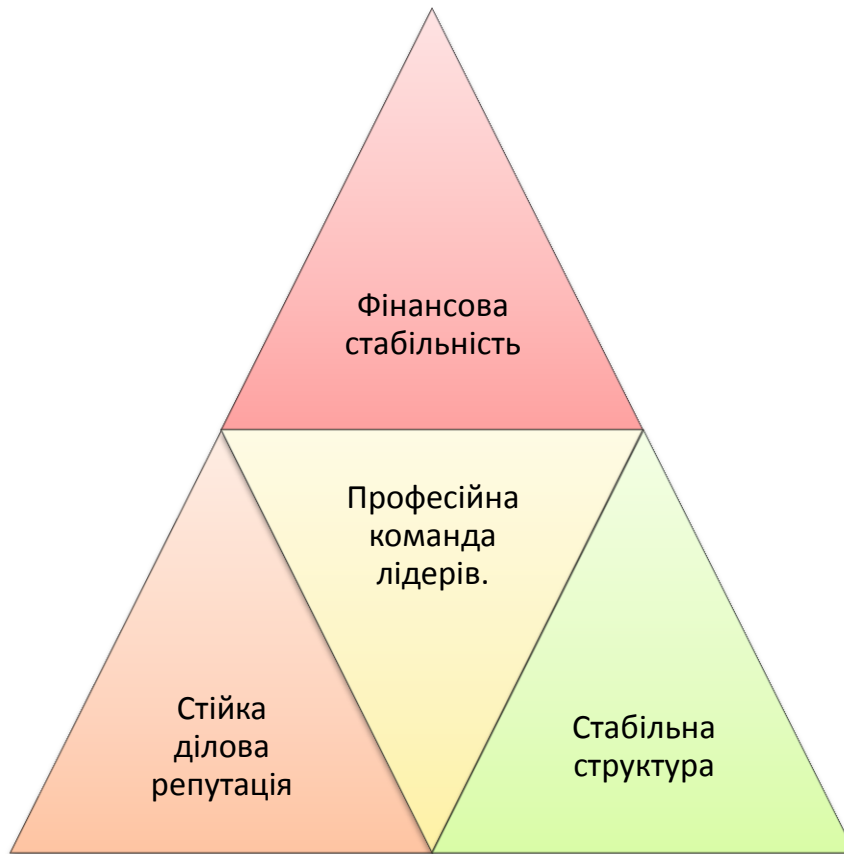 Фінансова
стабільність
Професійна
команда
лідерів.
Стійка
ділова
репутація
Стабільна
структура